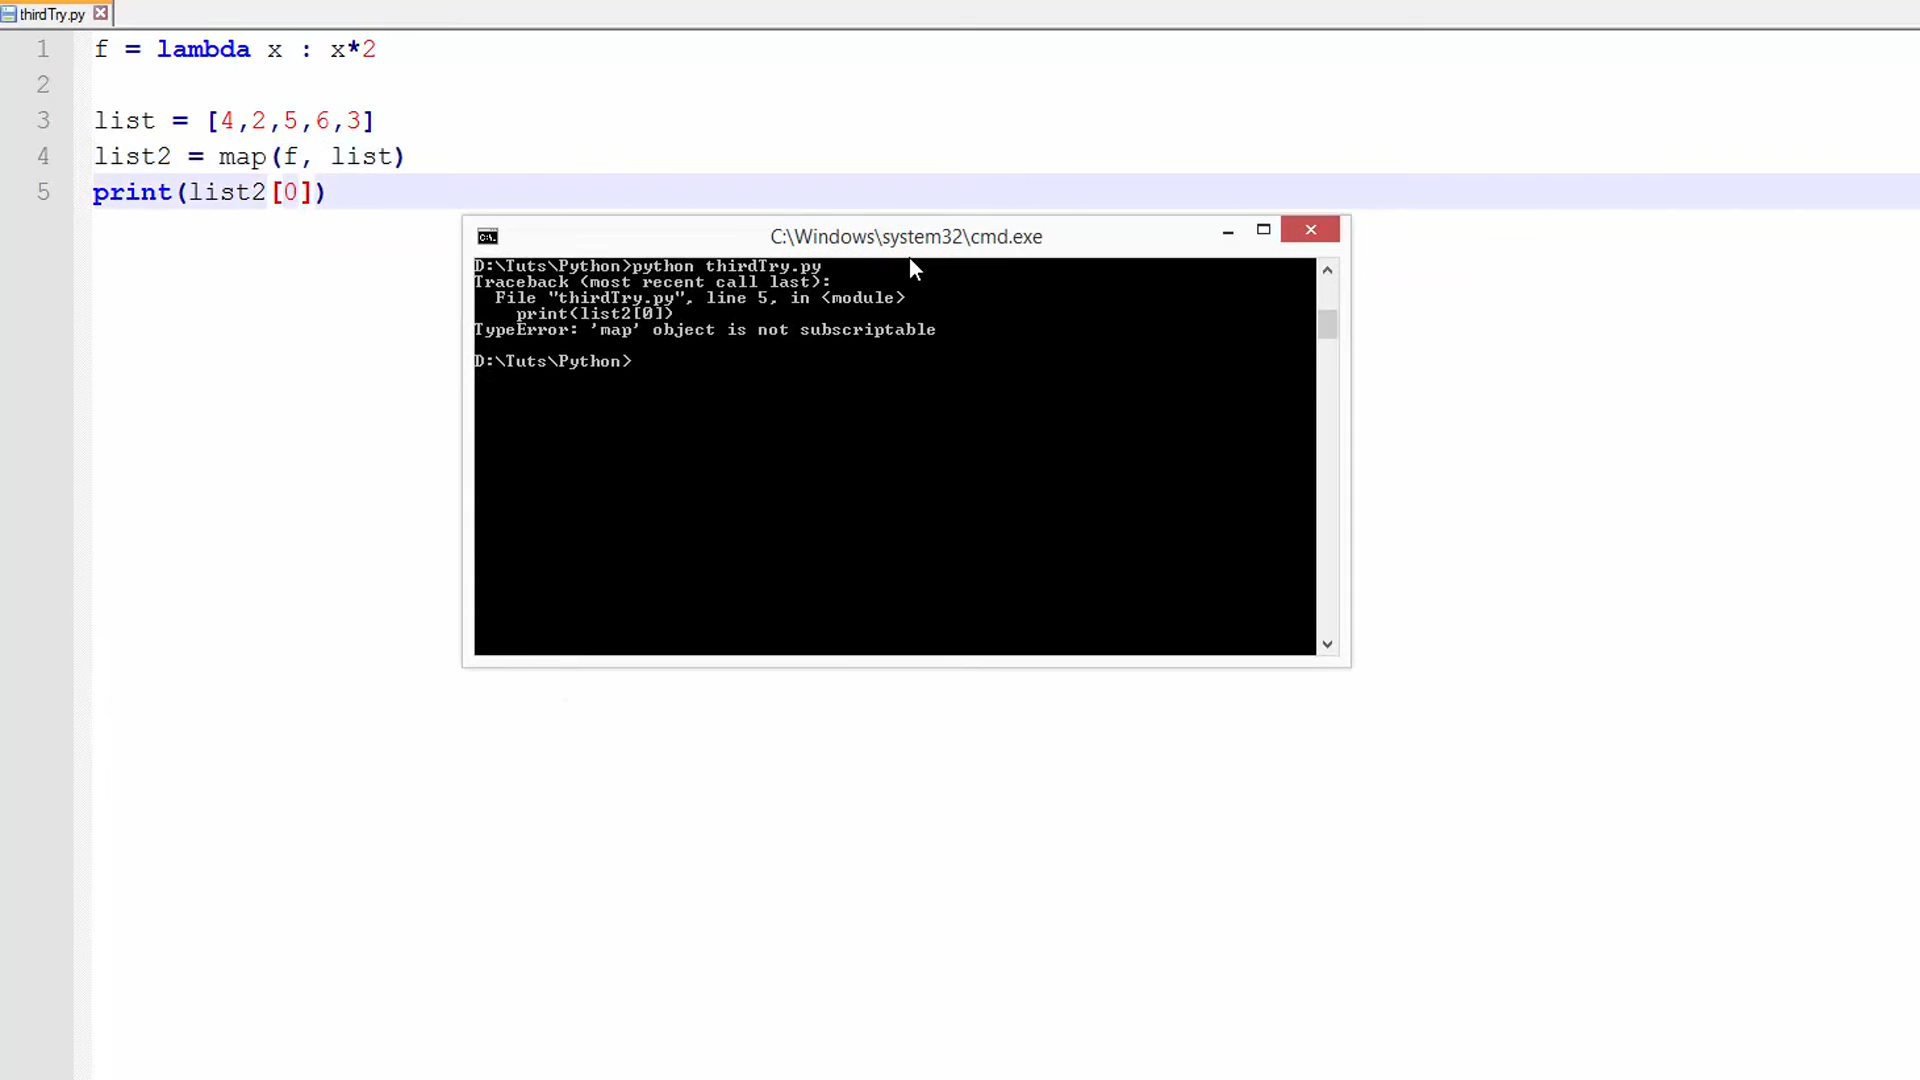 thirdTry.py
1 f = lambda x : x*2
2
3 list = [4,2,5,6,3]
4 list2 = map(f, list)
5 print(list2[0])
C:\Windows\system32\cmd.exe
D:\Tuts\Python>python thirdTry.py
Traceback (most recent call last):
  File "thirdTry.py", line 5, in <module>
    print(list2[0])
TypeError: 'map' object is not subscriptable
D:\Tuts\Python>